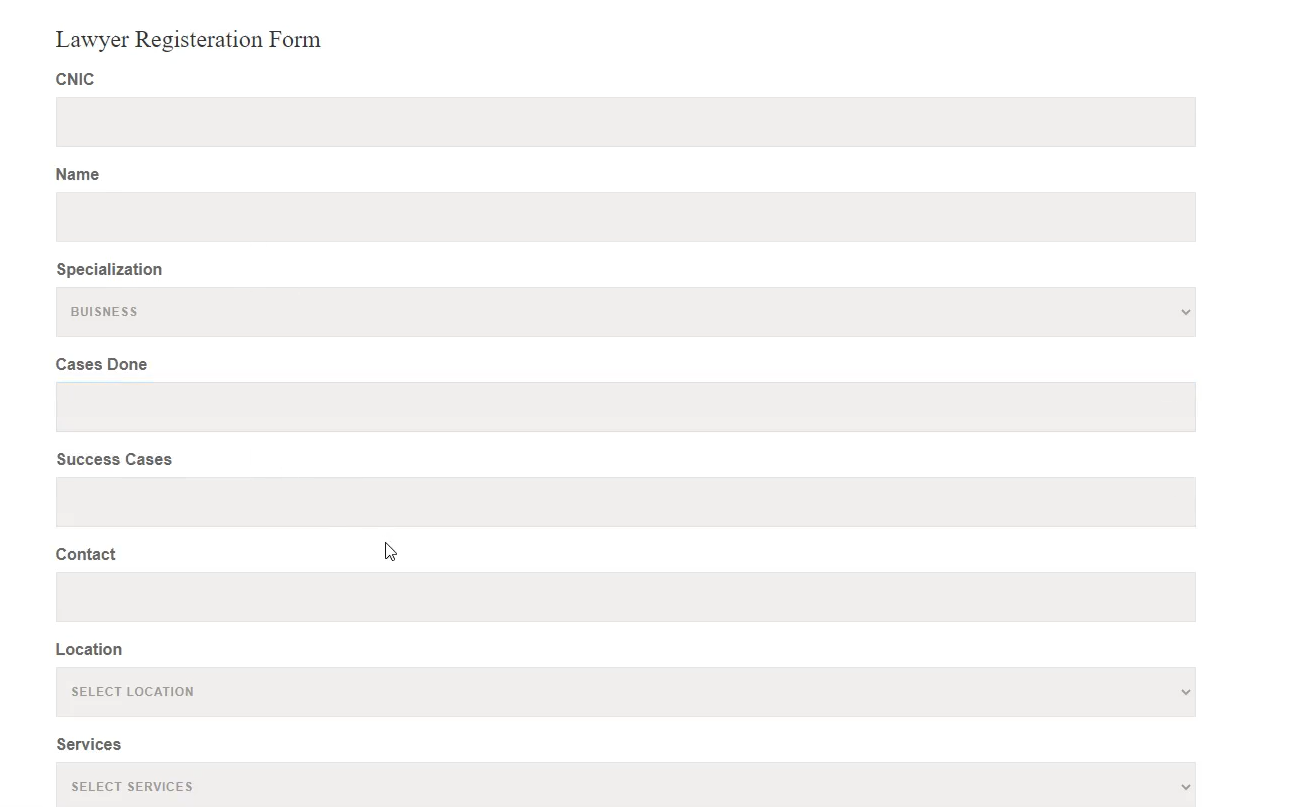 Lawyer Registeration Form
CNIC
Name
Specialization
BUISNESS
Cases Done
Success Cases
Contact
Location
SELECT LOCATION
Services
SELECT SERVICES